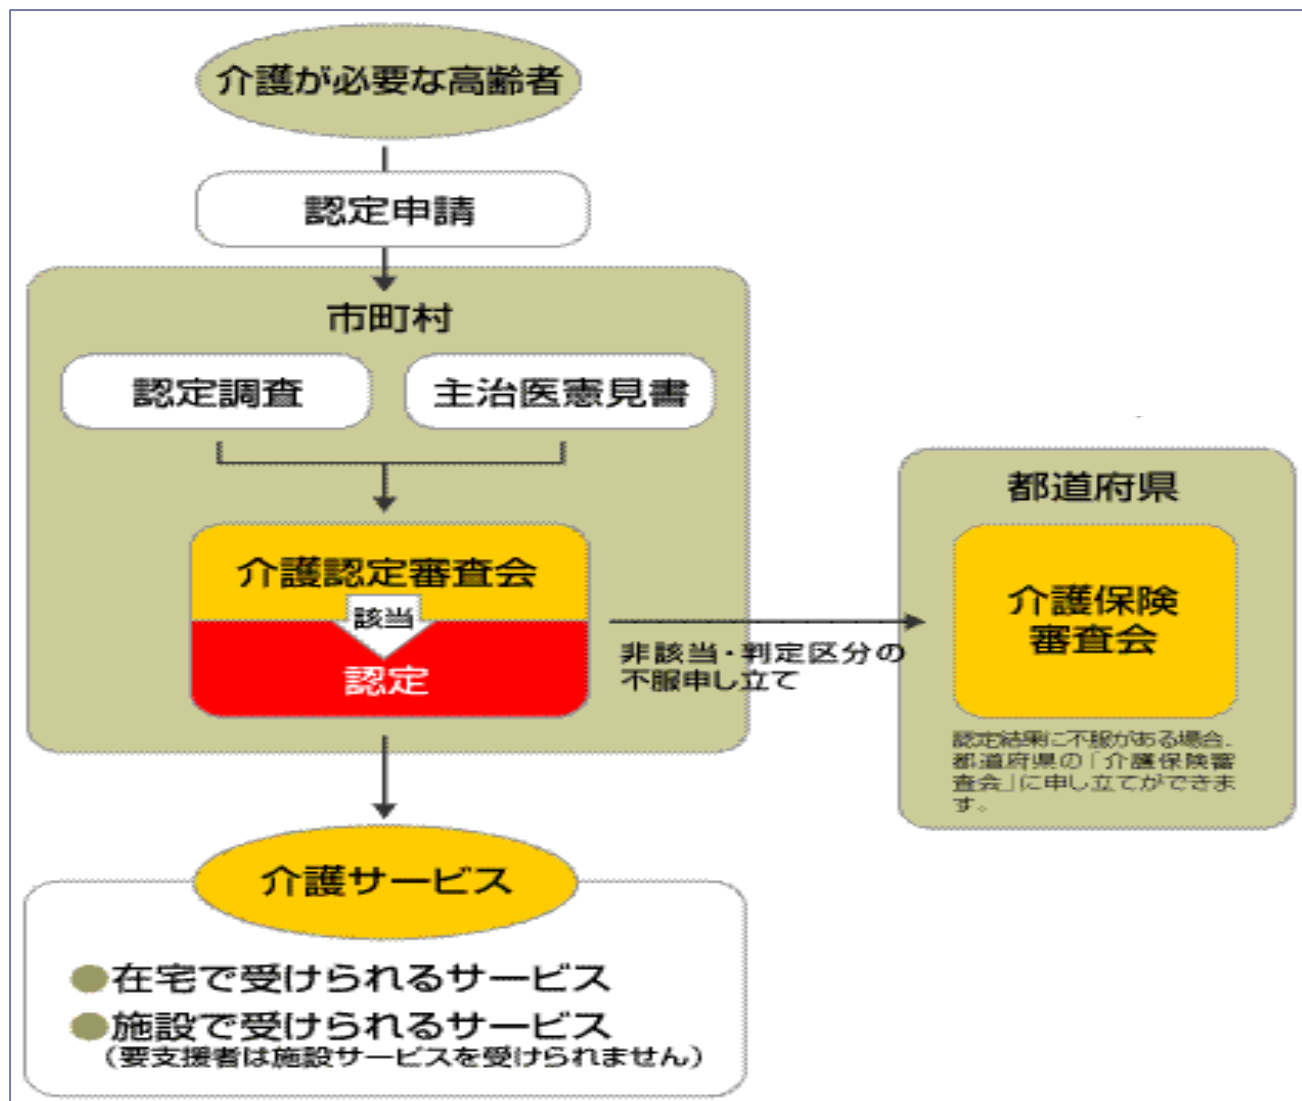 介護が必要な高齢者
認定申請
市町村
認定調査
主治医憲見書
介護認定審査会
該当
認定
非該当・判定区分の
不服申し立て
都道府県
介護保険
審査会
認定結果に不服がある場合、
都道府県の「介護保険審
査会」に申し立てができま
す。
介護サービス
●在宅で受けられるサービス
●施設で受けられるサービス
（要支援者は施設サービスを受けられません）